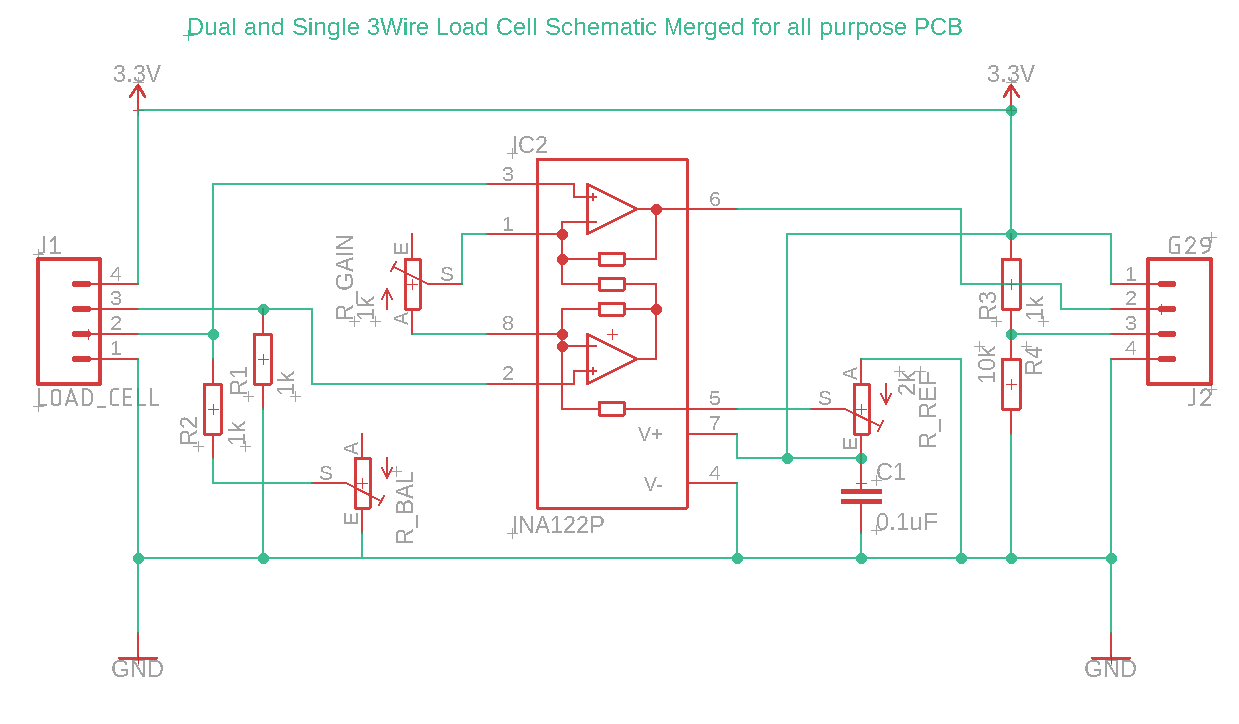 Dual and Single 3Wire Load Cell Schematic Merged for all purpose PCB
3.3V
3.3V
IC2
3
1
8
2
6
5
7
4
V+
V-
INA122P
J1
4
3
2
1
LOAD_CELL
R_GAIN
1k
E
S
A
R1
1k
R2
1k
A
S
E
R_BAL
A
S
E
2k
R_REF
C1
0.1uF
R3
1k
10k
R4
G29
1
2
3
4
J2
GND
GND